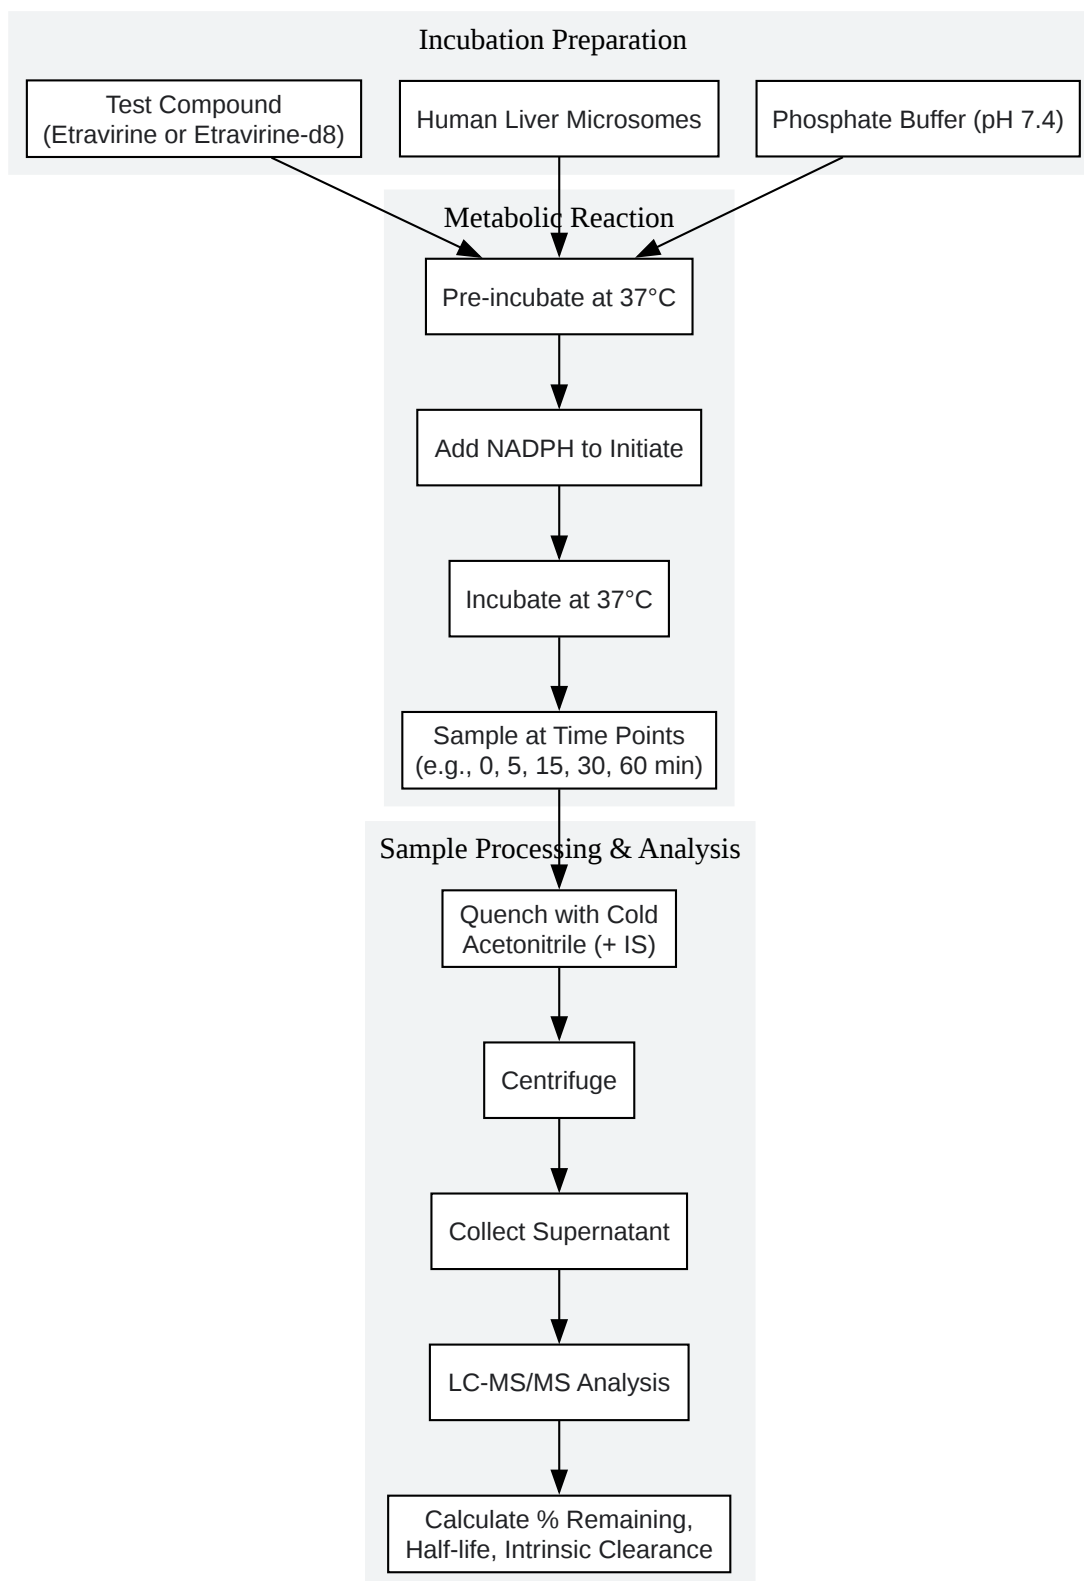 Incubation Preparation
Test Compound
(Etravirine or Etravirine-d8)
Human Liver Microsomes
Phosphate Buffer (pH 7.4)
Metabolic Reaction
Pre-incubate at 37°C
Add NADPH to Initiate
Incubate at 37°C
Sample at Time Points
(e.g., 0, 5, 15, 30, 60 min)
Sample Processing & Analysis
Quench with Cold
Acetonitrile (+ IS)
Centrifuge
Collect Supernatant
LC-MS/MS Analysis
Calculate % Remaining,
Half-life, Intrinsic Clearance